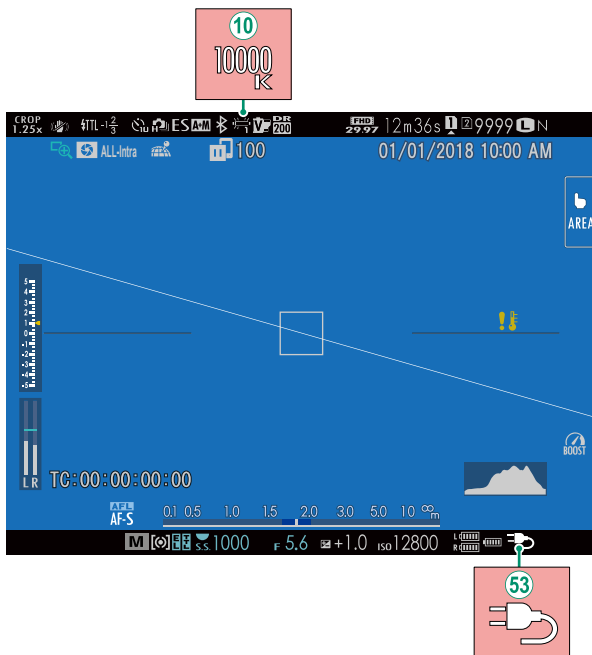 10
10000
K
CROP
1.25x
TTL-1 2/3 10 H ES A+M V DR
200
FHD
29.97 12m36s 1 2 9999 L N
S ALL-Intra 100 01/01/2018 10:00 AM
AREA
5
4
3
2
1
0
-1
-2
-3
-4
-5
BOOST
L R TC:00:00:00:00
AFL
AF-S 0.1 0.5 1.0 1.5 2.0 3.0 5.0 10 ∞ m
M S.S. 1000 F 5.6 +1.0 ISO 12800 L
R
53